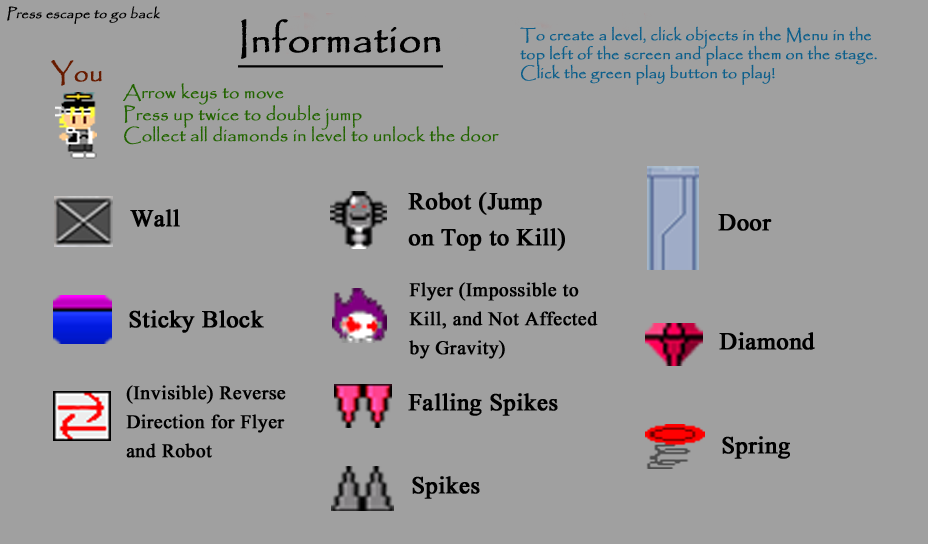 Press escape to go back
Information
To create a level, click objects in the Menu in the
top left of the screen and place them on the stage.
Click the green play button to play!
You
Arrow keys to move
Press up twice to double jump
Collect all diamonds in level to unlock the door
Wall
Robot (Jump
on Top to Kill)
Door
Sticky Block
Flyer (Impossible to
Kill, and Not Affected
by Gravity)
Diamond
(Invisible) Reverse
Direction for Flyer
and Robot
Falling Spikes
Spring
Spikes